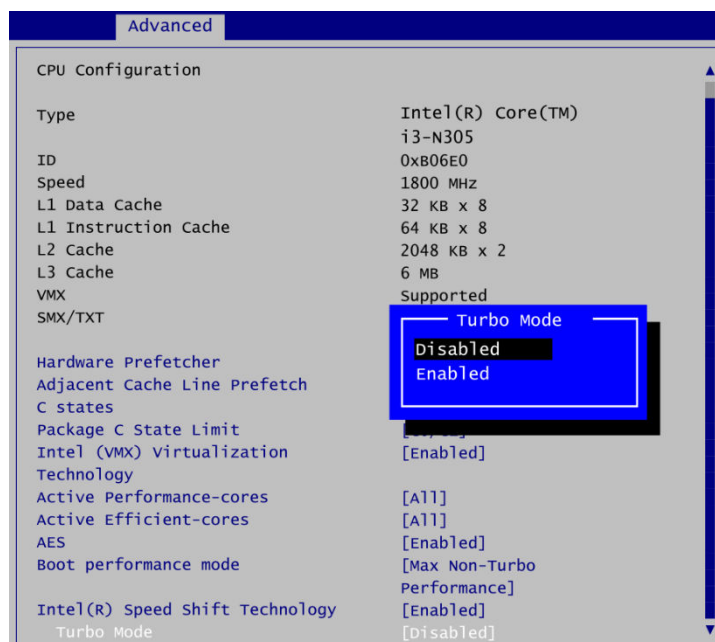 Advanced
CPU Configuration
Type Intel(R) Core(TM)
i3-N305
ID 0xB06E0
Speed 1800 MHz
L1 Data Cache 32 KB x 8
L1 Instruction Cache 64 KB x 8
L2 Cache 2048 KB x 2
L3 Cache 6 MB
VMX Supported
SMX/TXT
Turbo Mode
Disabled
Enabled
Hardware Prefetcher
Adjacent Cache Line Prefetch
C states
Package C State Limit
Intel (VMX) Virtualization [Enabled]
Technology
Active Performance-cores [All]
Active Efficient-cores [All]
AES [Enabled]
Boot performance mode [Max Non-Turbo
Performance]
Intel(R) Speed Shift Technology [Enabled]
Turbo Mode [Disabled]